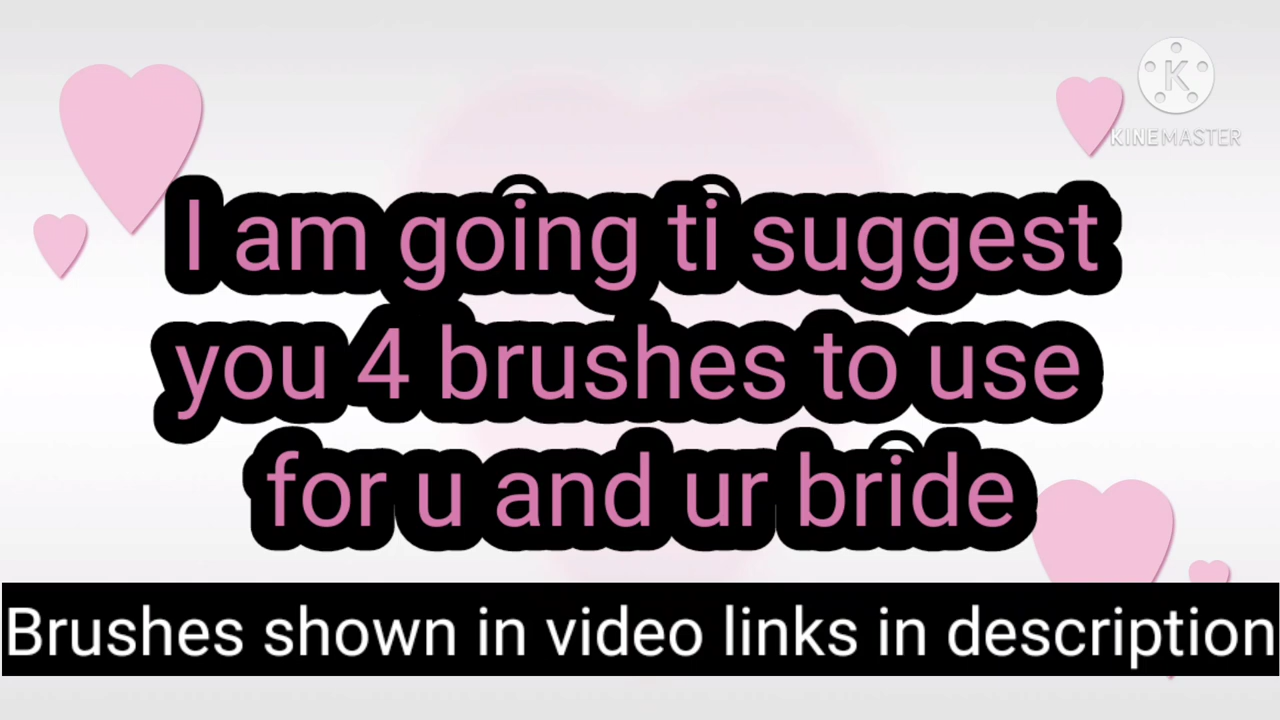 K
KINEMASTER
I am going ti suggest
you 4 brushes to use
for u and ur bride
Brushes shown in video links in description